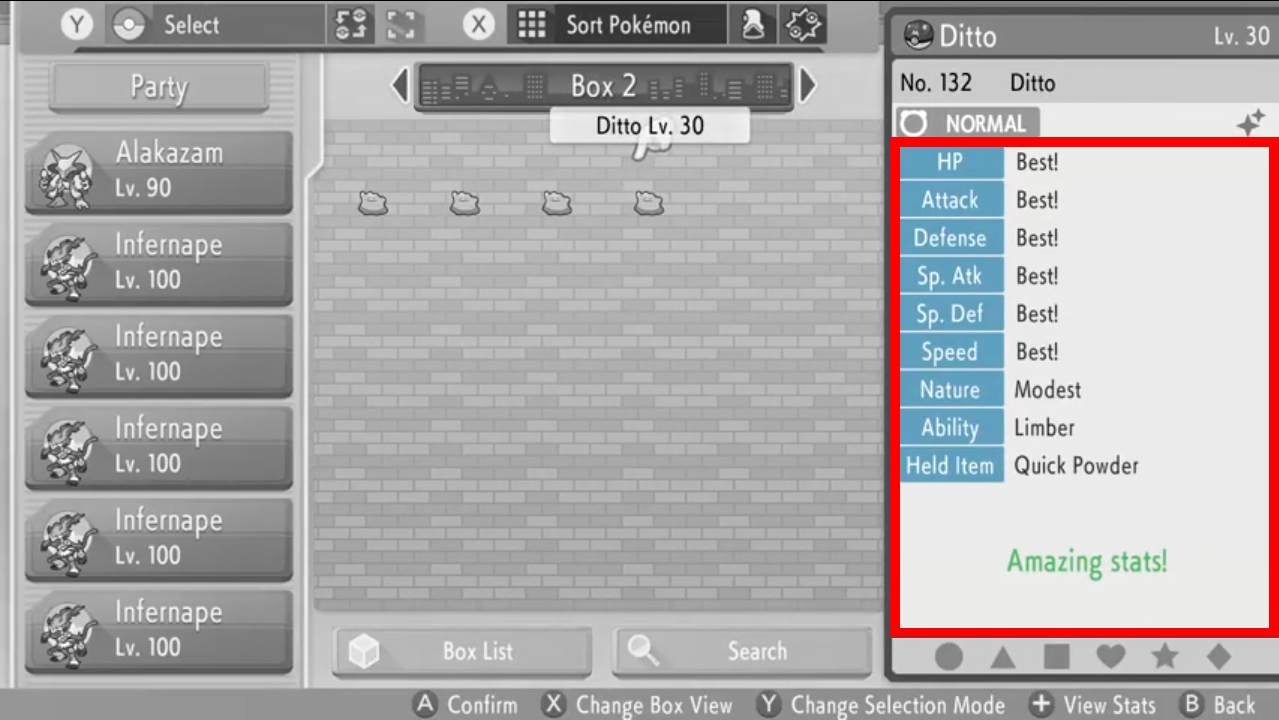 Y Select X Sort Pokémon
Party
Alakazam
Lv. 90
Infernape
Lv. 100
Infernape
Lv. 100
Infernape
Lv. 100
Infernape
Lv. 100
Infernape
Lv. 100
Box 2
Ditto Lv. 30
Box List
Search
Ditto Lv. 30
No. 132 Ditto
NORMAL
HP Best!
Attack Best!
Defense Best!
Sp. Atk Best!
Sp. Def Best!
Speed Best!
Nature Modest
Ability Limber
Held Item Quick Powder
Amazing stats!
A Confirm X Change Box View Y Change Selection Mode + View Stats B Back